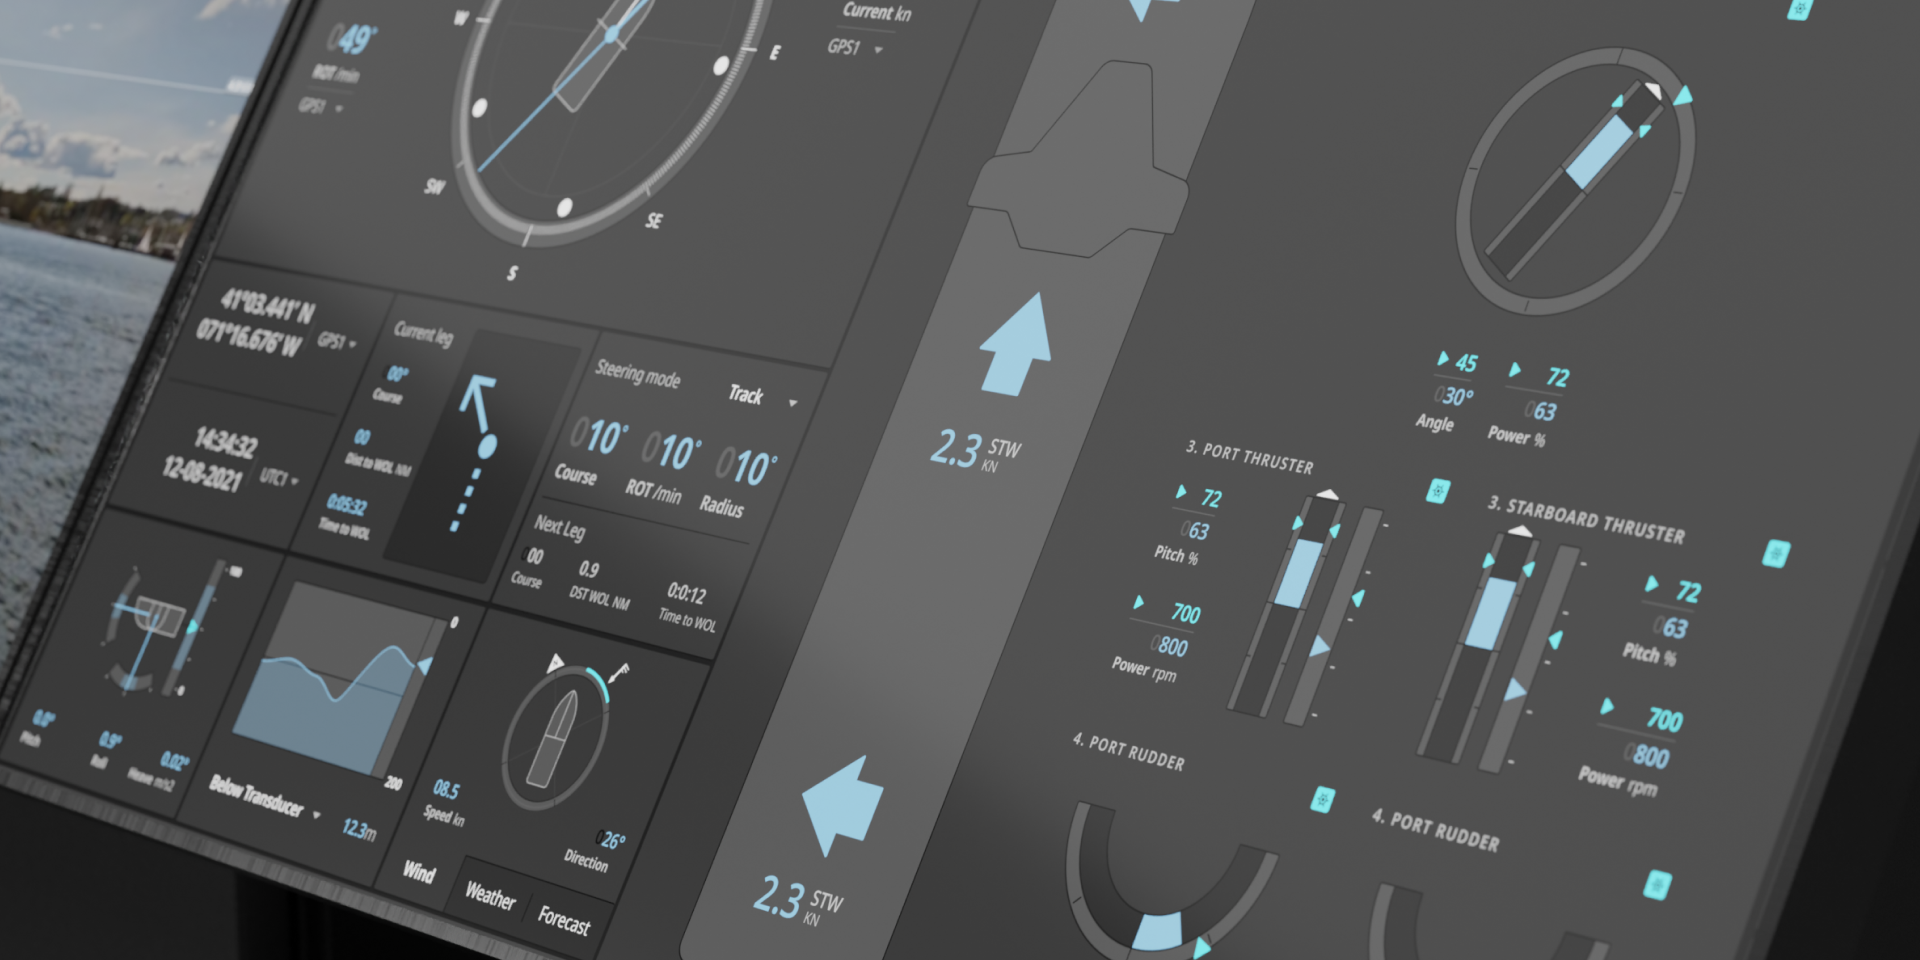 W
049°
ROT /min
GPS1
Current kn
GPS1
E
SW
SE
S
41°03.441' N
071°16.676' W
GPS1
14:34:32
12-08-2021
UTC1
Current leg
00°
Course
00
Dist to WOL NM
0:05:32
Time to WOL
Steering mode
Track
010° 010° 010°
Course ROT /min Radius
Next Leg
00 0.9 0:0:12
Course DST WOL NM Time to WOL
0.9° 0.02°
Pitch Roll Heave m/s2
0
200
Below Transducer
12.3m
08.5
Speed kn
026°
Direction
Wind Weather Forecast
2.3 STW
KN
2.3 STW
KN
45 72
030° 063
Angle Power %
3. PORT THRUSTER
72
063
Pitch %
700
0800
Power rpm
3. STARBOARD THRUSTER
72
063
Pitch %
700
0800
Power rpm
4. PORT RUDDER
4. PORT RUDDER